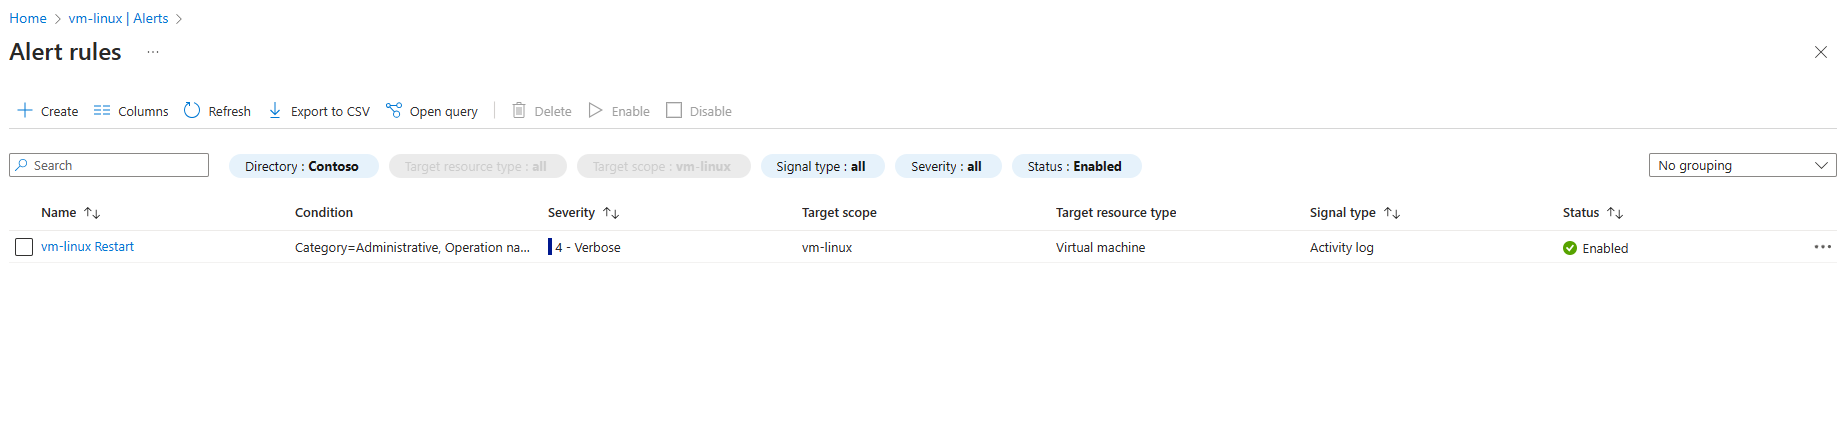 Home > vm-linux | Alerts >
Alert rules ...
Create Columns Refresh Export to CSV Open query Delete Enable Disable
Search Directory : Contoso Target resource type : all Target scope : vm-linux Signal type : all Severity : all Status : Enabled No grouping
Name ↑↓ Condition Severity ↑↓ Target scope Target resource type Signal type ↑↓ Status ↑↓
vm-linux Restart Category=Administrative, Operation na... 4 - Verbose vm-linux Virtual machine Activity log Enabled ...